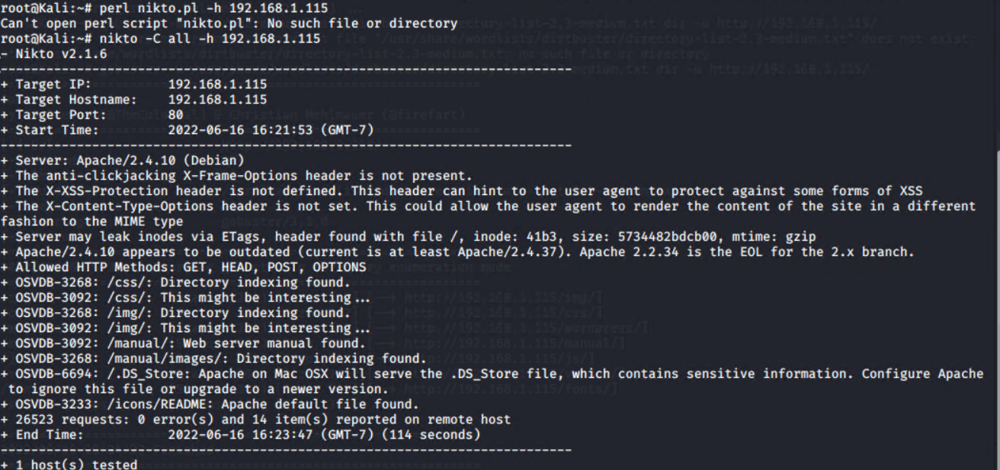 root@Kali:~# perl nikto.pl -h 192.168.1.115
Can't open perl script "nikto.pl": No such file or directory
root@Kali:~# nikto -C all -h 192.168.1.115
- Nikto v2.1.6
---------------------------------------------------------------------------
+ Target IP:          192.168.1.115
+ Target Hostname:    192.168.1.115
+ Target Port:        80
+ Start Time:         2022-06-16 16:21:53 (GMT-7)
---------------------------------------------------------------------------
+ Server: Apache/2.4.10 (Debian)
+ The anti-clickjacking X-Frame-Options header is not present.
+ The X-XSS-Protection header is not defined. This header can hint to the user agent to protect against some forms of XSS
+ The X-Content-Type-Options header is not set. This could allow the user agent to render the content of the site in a different
fashion to the MIME type
+ Server may leak inodes via ETags, header found with file /, inode: 41b3, size: 5734482bdcb00, mtime: gzip
+ Apache/2.4.10 appears to be outdated (current is at least Apache/2.4.37). Apache 2.2.34 is the EOL for the 2.x branch.
+ Allowed HTTP Methods: GET, HEAD, POST, OPTIONS
+ OSVDB-3268: /css/: Directory indexing found.
+ OSVDB-3092: /css/: This might be interesting...
+ OSVDB-3268: /img/: Directory indexing found.
+ OSVDB-3092: /img/: This might be interesting...
+ OSVDB-3092: /manual/: Web server manual found.
+ OSVDB-3268: /manual/images/: Directory indexing found.
+ OSVDB-6694: /.DS_Store: Apache on Mac OSX will serve the .DS_Store file, which contains sensitive information. Configure Apache
to ignore this file or upgrade to a newer version.
+ OSVDB-3233: /icons/README: Apache default file found.
+ 26523 requests: 0 error(s) and 14 item(s) reported on remote host
+ End Time:           2022-06-16 16:23:47 (GMT-7) (114 seconds)
---------------------------------------------------------------------------
+ 1 host(s) tested